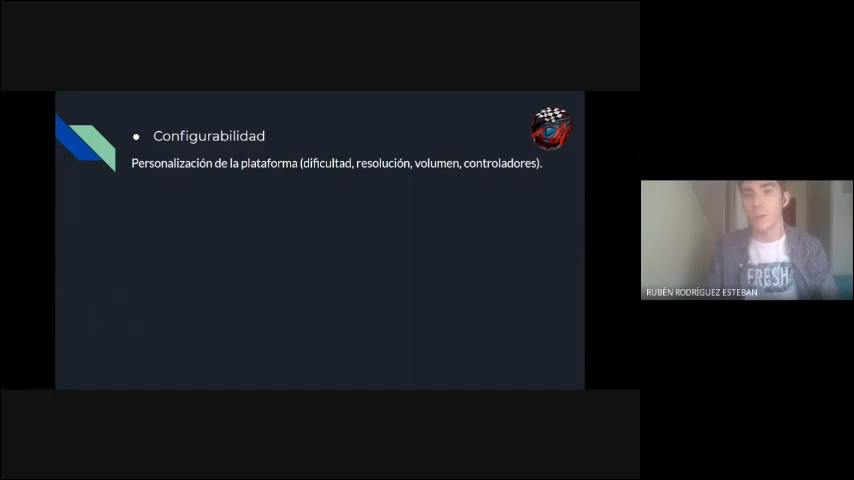 ● Configurabilidad
Personalización de la plataforma (dificultad, resolución, volumen, controladores).
FRESH
RUBÉN RODRÍGUEZ ESTEBAN